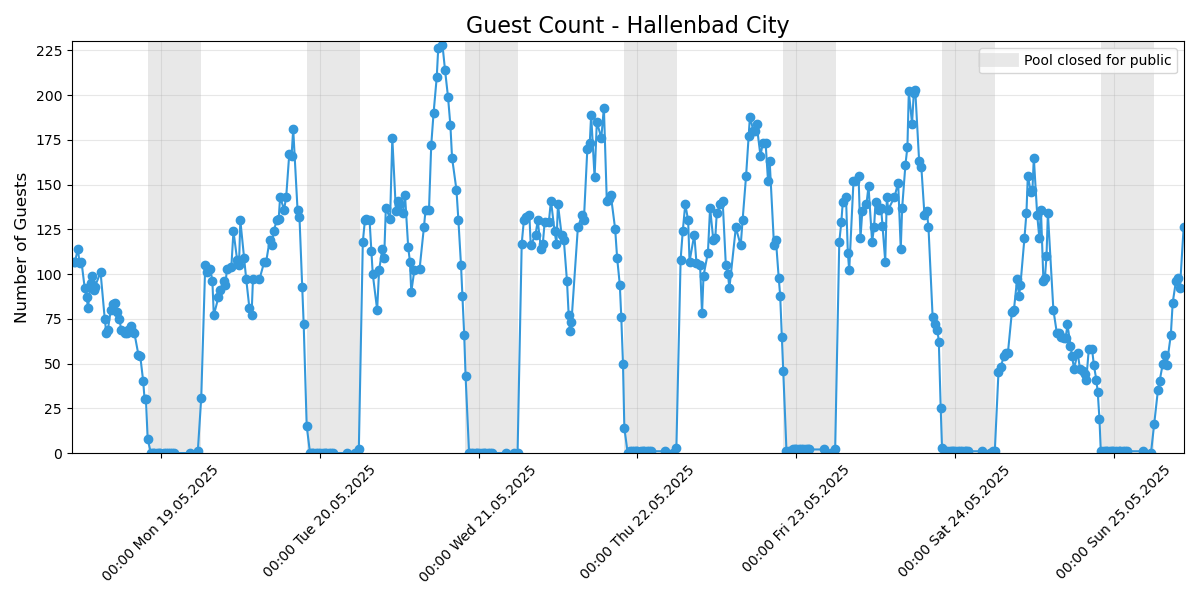 Guest Count - Hallenbad City
Pool closed for public
Number of Guests
225
200
175
150
125
100
75
50
25
0
00:00 Mon 19.05.2025
00:00 Tue 20.05.2025
00:00 Wed 21.05.2025
00:00 Thu 22.05.2025
00:00 Fri 23.05.2025
00:00 Sat 24.05.2025
00:00 Sun 25.05.2025